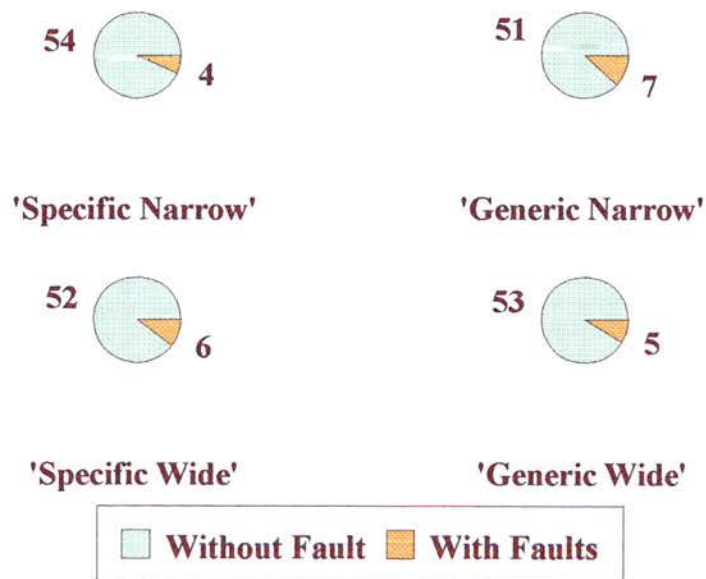 54
4
51
7
'Specific Narrow'
'Generic Narrow'
52
6
53
5
'Specific Wide'
'Generic Wide'
Without Fault
With Faults